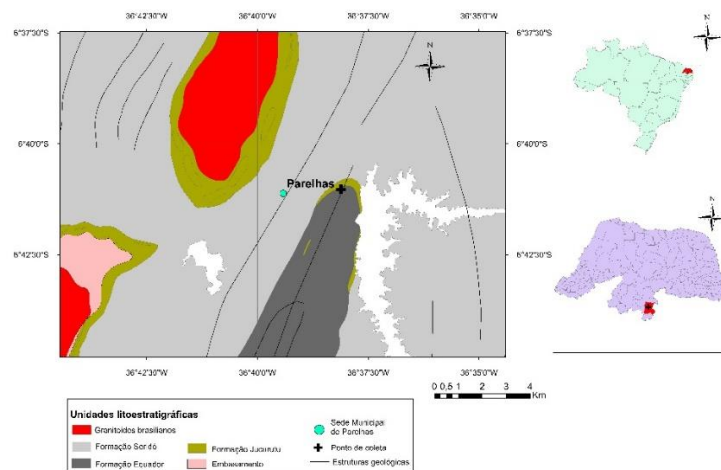 36°42'30"W 36°40'0"W 38°37'30"W 36°35'0"W
6°37'30"S 6°37'30"S
N
N
6°40'0"S 6°40'0"S
Parelhas
N
6°42'30"S 6°42'30"S
36°42'30"W 36°40'0"W 36°37'30"W 36°35'0"W
0 0,5 1 2 3 4
Km
Unidades litoestratigráficas
Granitoides brasilianos
Formação Seridó
Formação Equador
Formação Jucurutu
Embasamento
Sede Municipal
de Parelhas
Ponto de coleta
Estruturas geológicas